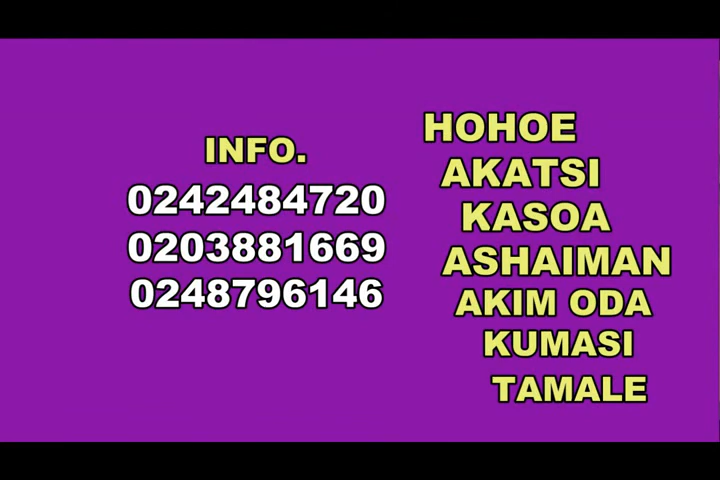 INFO.
0242484720
0203881669
0248796146
HOHOE
AKATSI
KASOA
ASHAIMAN
AKIM ODA
KUMASI
TAMALE